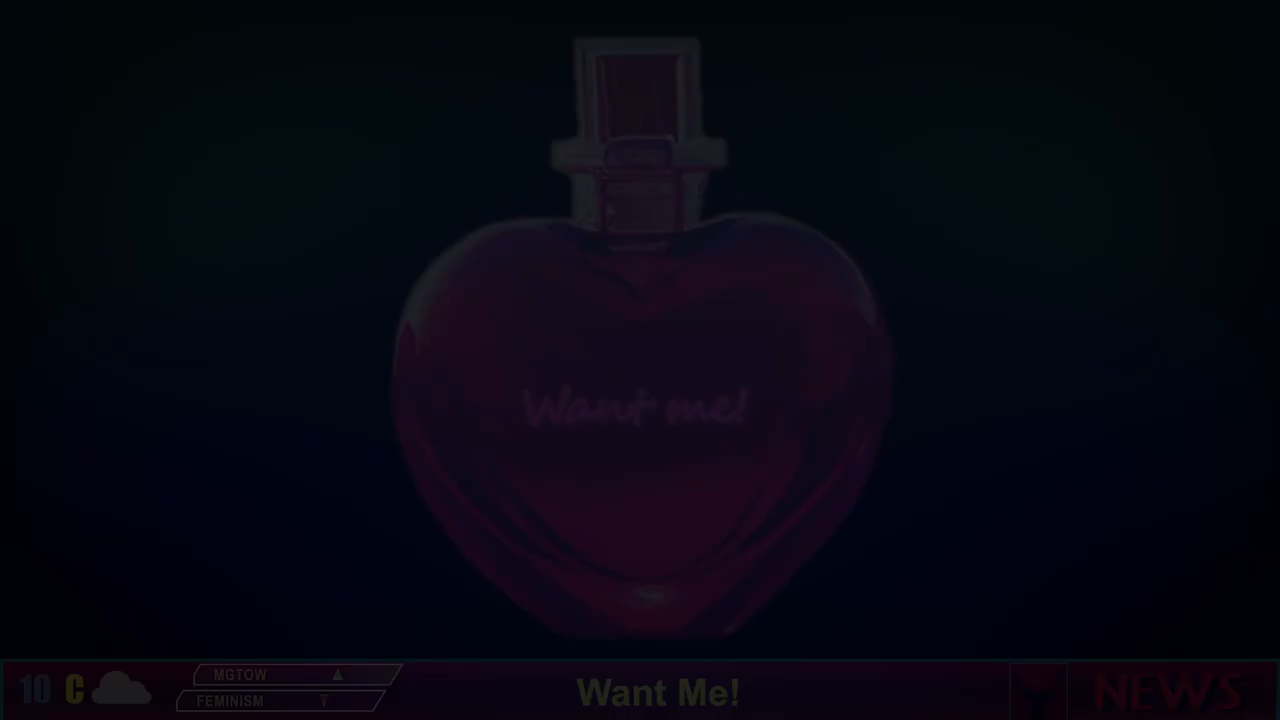 Want me!
10 C
MGTOW ▲
FEMINISM ▽
Want Me!
NEWS